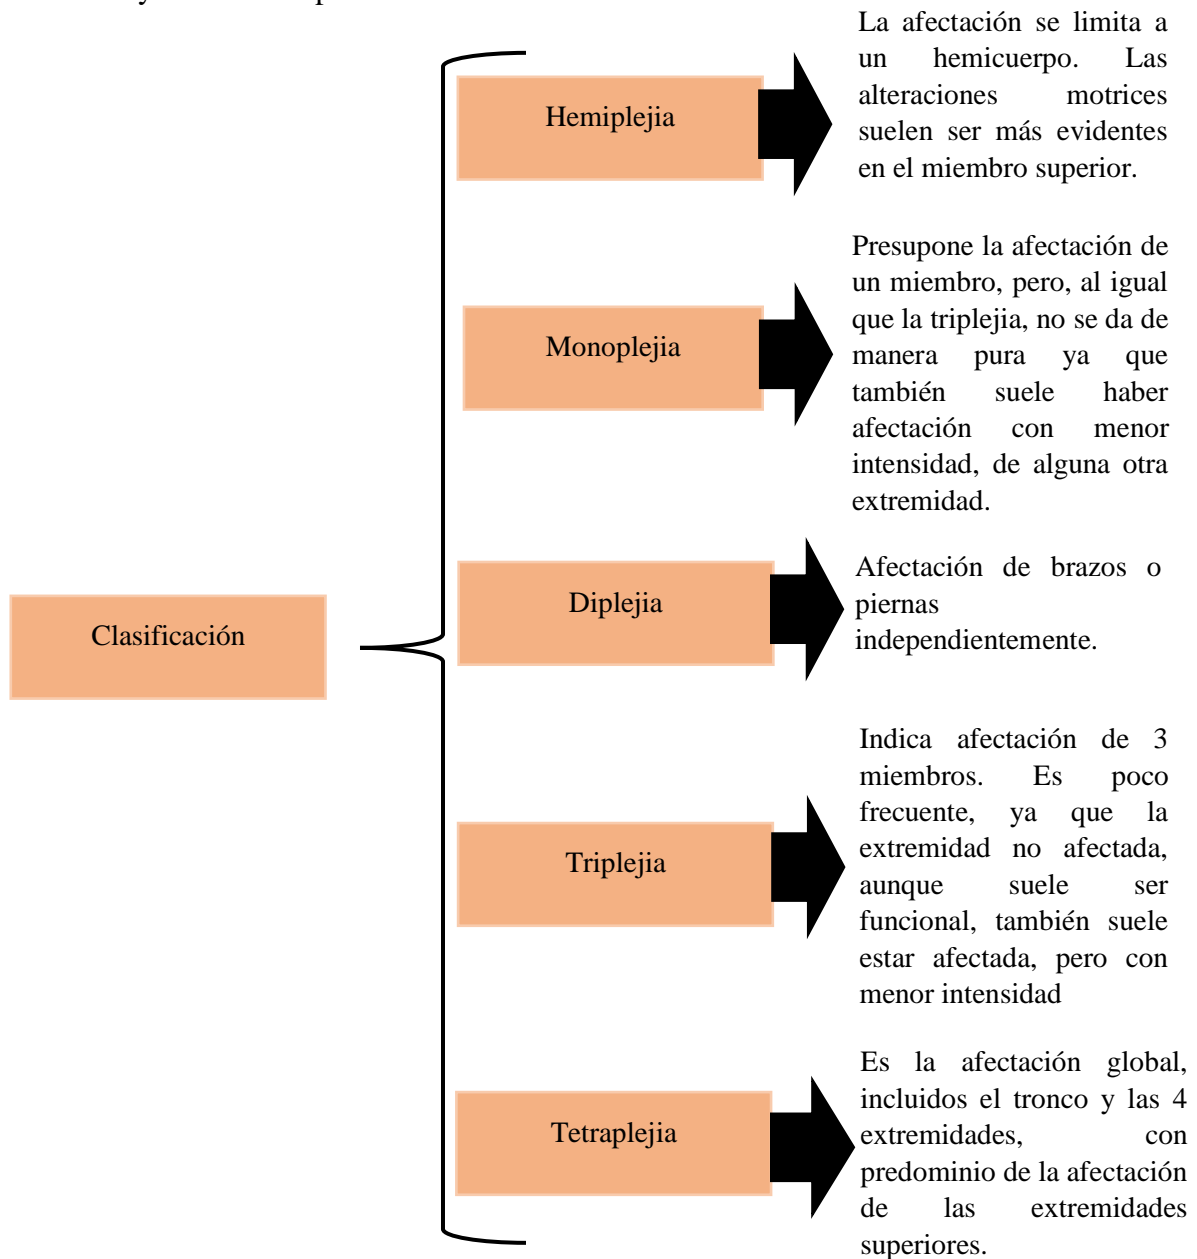 La afectación se limita a
un hemicuerpo. Las
alteraciones motrices
suelen ser más evidentes
en el miembro superior.
Hemiplejia
Presupone la afectación de
un miembro, pero, al igual
que la triplejia, no se da de
manera pura ya que
también suele haber
afectación con menor
intensidad, de alguna otra
extremidad.
Monoplejia
Afectación de brazos o
piernas
independientemente.
Diplejia
Clasificación
Indica afectación de 3
miembros. Es poco
frecuente, ya que la
extremidad no afectada,
aunque suele ser
funcional, también suele
estar afectada, pero con
menor intensidad
Triplejia
Es la afectación global,
incluidos el tronco y las 4
extremidades, con
predominio de la afectación
de las extremidades
superiores.
Tetraplejia